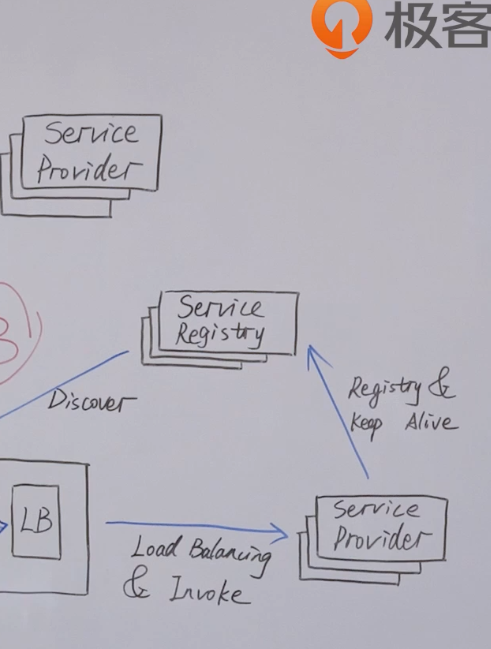 极客
Service
Provider
Service
Registry
Discover
Registry &
Keep Alive
LB
Load Balancing
& Invoke
Service
Provider